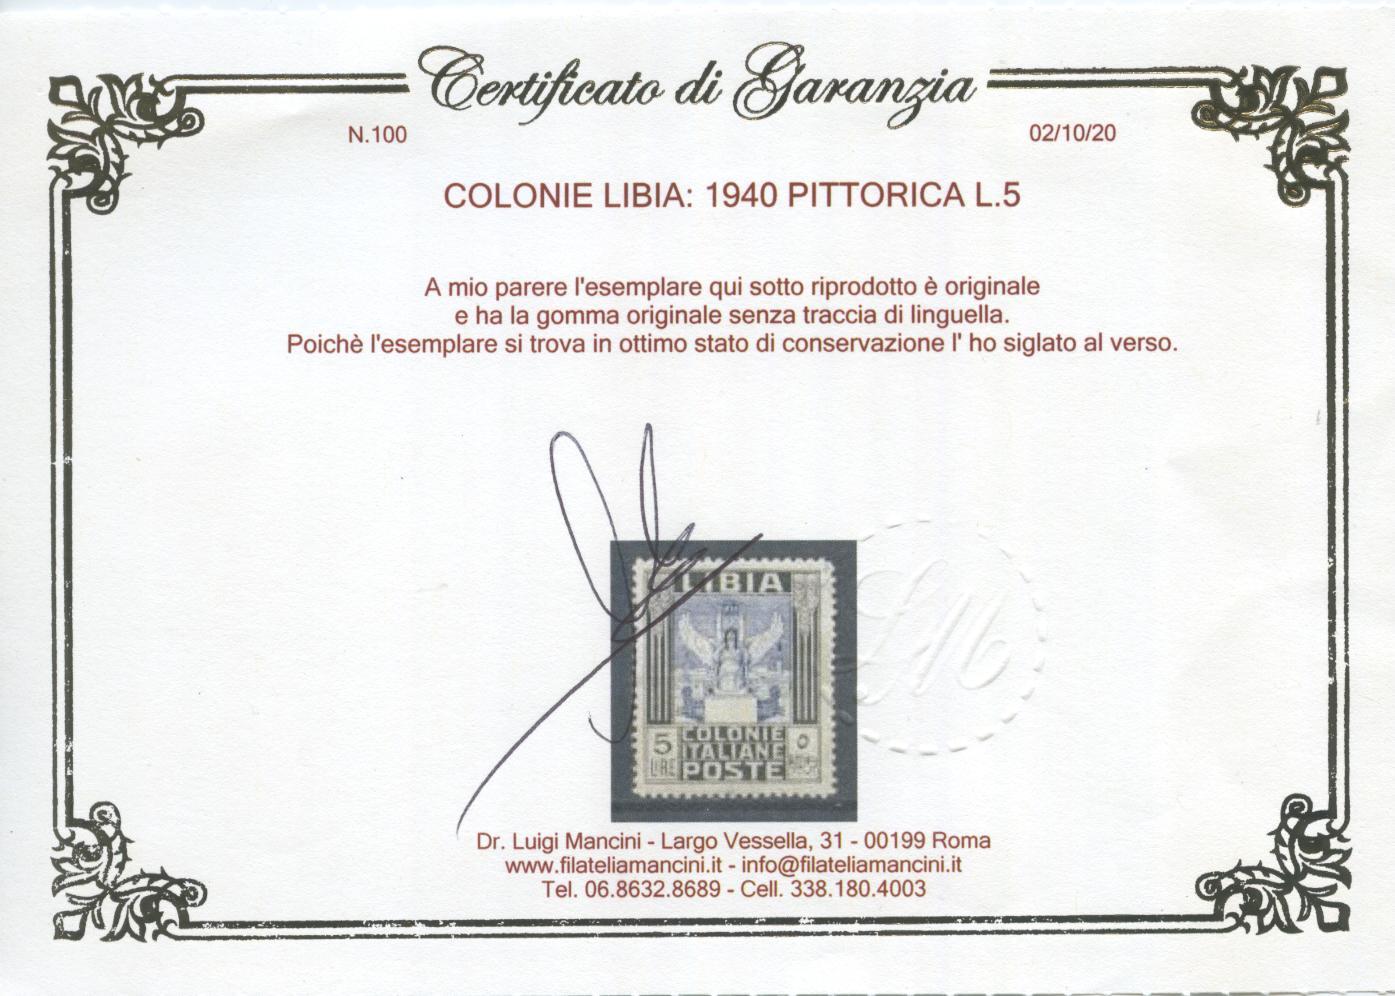 Certificato di Garanzia
N.100
02/10/20
COLONIE LIBIA: 1940 PITTORICA L.5
A mio parere l'esemplare qui sotto riprodotto è originale
e ha la gomma originale senza traccia di linguella.
Poichè l'esemplare si trova in ottimo stato di conservazione l' ho siglato al verso.
LIBIA
5 LIRE
COLONIE
ITALIANE
POSTE
LM
Dr. Luigi Mancini - Largo Vessella, 31 - 00199 Roma
www.filateliamancini.it - info@filateliamancini.it
Tel. 06.8632.8689 - Cell. 338.180.4003